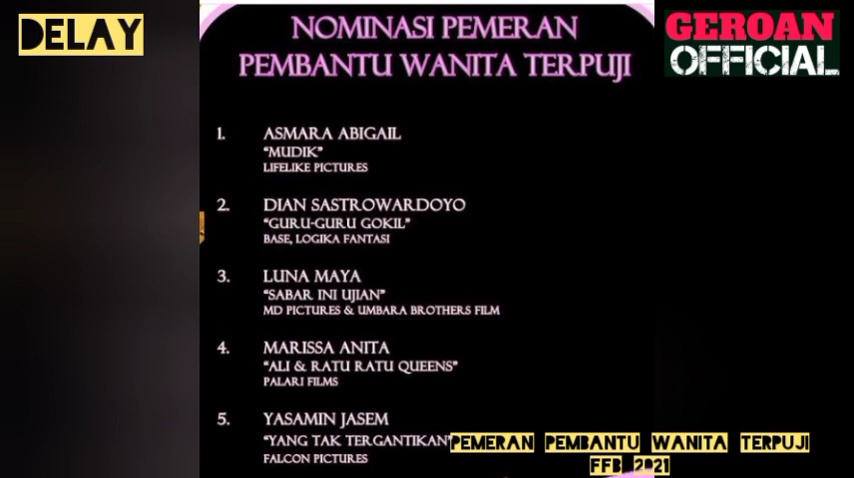 DELAY
GEROAN
OFFICIAL
NOMINASI PEMERAN
PEMBANTU WANITA TERPUJI
1. ASMARA ABIGAIL
"MUDIK"
LIFELIKE PICTURES
2. DIAN SASTROWARDOYO
"GURU-GURU GOKIL"
BASE, LOGIKA FANTASI
3. LUNA MAYA
"SABAR INI UJIAN"
MD PICTURES & UMBARA BROTHERS FILM
4. MARISSA ANITA
"ALI & RATU RATU QUEENS"
PALARI FILMS
5. YASAMIN JASEM
"YANG TAK TERGANTIKAN"
FALCON PICTURES
PEMERAN PEMBANTU WANITA TERPUJI
FFB 2021